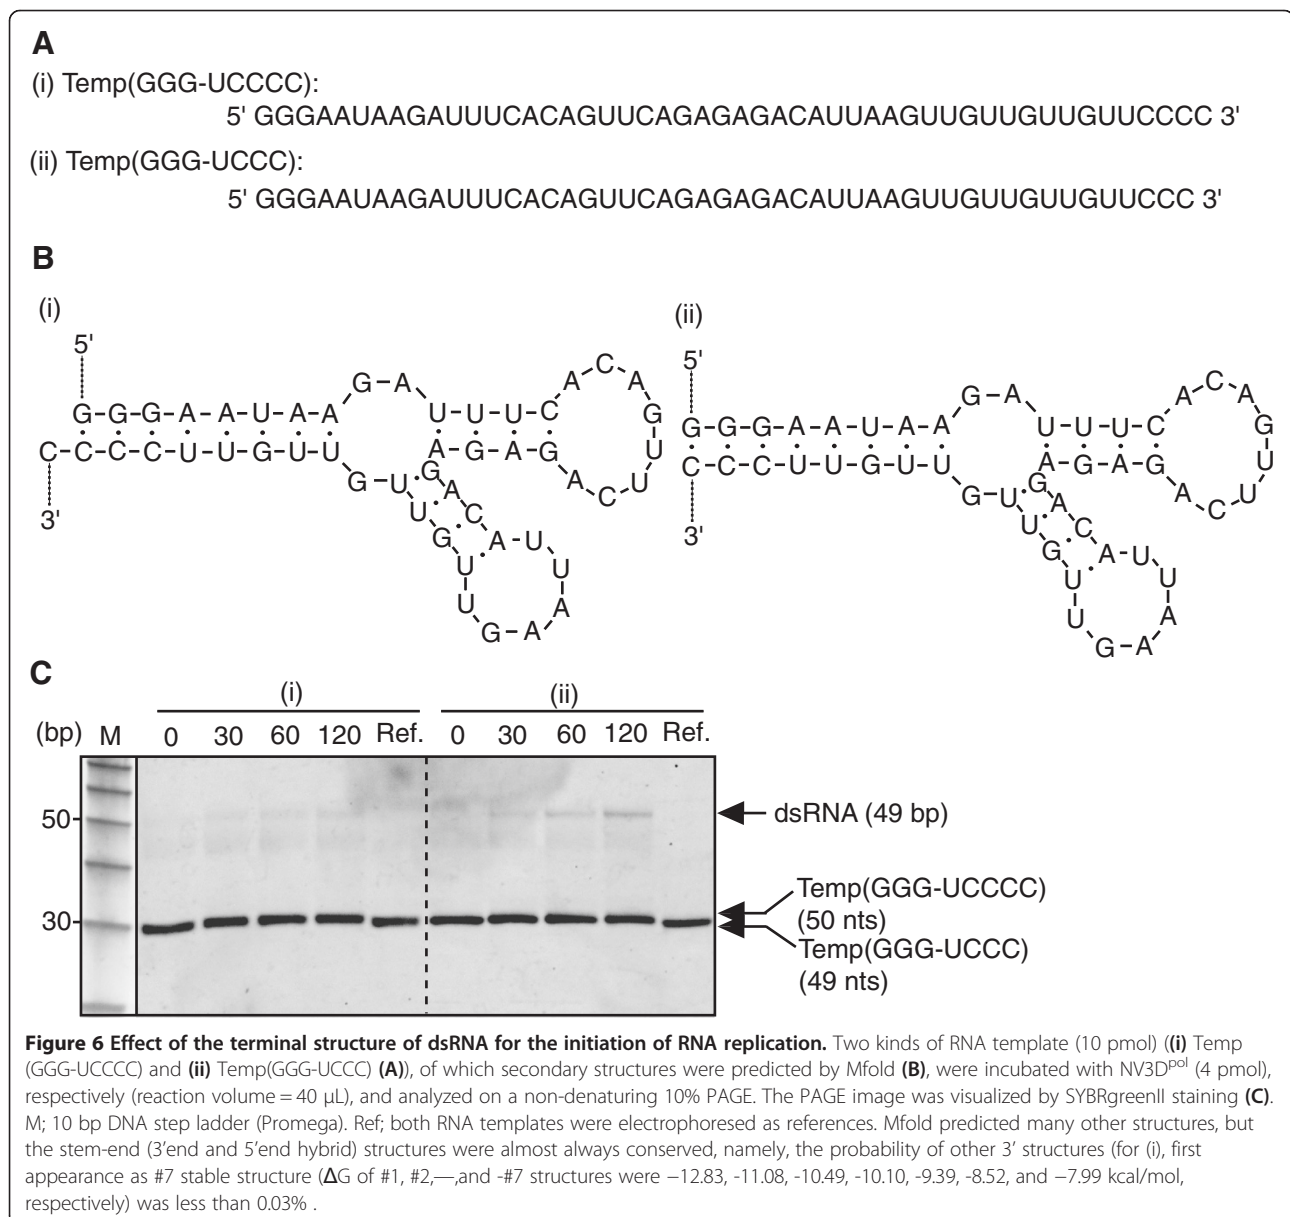 A
(i) Temp(GGG-UCCCC):
5' GGGAAUAAGAUUUCACAGUUCAGAGAGACAUUAAGUUGUUGUUGUUCCCC 3'
(ii) Temp(GGG-UCCC):
5' GGGAAUAAGAUUUCACAGUUCAGAGAGACAUUAAGUUGUUGUUGUUCCC 3'
B
(i)
5'
G-G-G-A-A-U-A-A G-A U-U-U-C A C A G U U
C-C-C-C-U-U-G-U-U G-U U G U U G-A A U U A-C A G A-G-A-G A C U
3'
(ii)
5'
G-G-G-A-A-U-A-A G-A U-U-U-C A C A G U U
C-C-C-U-U-G-U-U G-U U G U U G-A A U U A-C A G A-G-A-G A C U
3'
C
(i) (ii)
(bp) M 0 30 60 120 Ref. 0 30 60 120 Ref.
50
dsRNA (49 bp)
30
Temp(GGG-UCCCC)
(50 nts)
Temp(GGG-UCCC)
(49 nts)
Figure 6 Effect of the terminal structure of dsRNA for the initiation of RNA replication. Two kinds of RNA template (10 pmol) ((i) Temp
(GGG-UCCCC) and (ii) Temp(GGG-UCCC) (A)), of which secondary structures were predicted by Mfold (B), were incubated with NV3Dpol (4 pmol),
respectively (reaction volume = 40 μL), and analyzed on a non-denaturing 10% PAGE. The PAGE image was visualized by SYBRgreenII staining (C).
M; 10 bp DNA step ladder (Promega). Ref; both RNA templates were electrophoresed as references. Mfold predicted many other structures, but
the stem-end (3'end and 5'end hybrid) structures were almost always conserved, namely, the probability of other 3' structures (for (i), first
appearance as #7 stable structure (ΔG of #1, #2,—,and -#7 structures were −12.83, -11.08, -10.49, -10.10, -9.39, -8.52, and −7.99 kcal/mol,
respectively) was less than 0.03% .